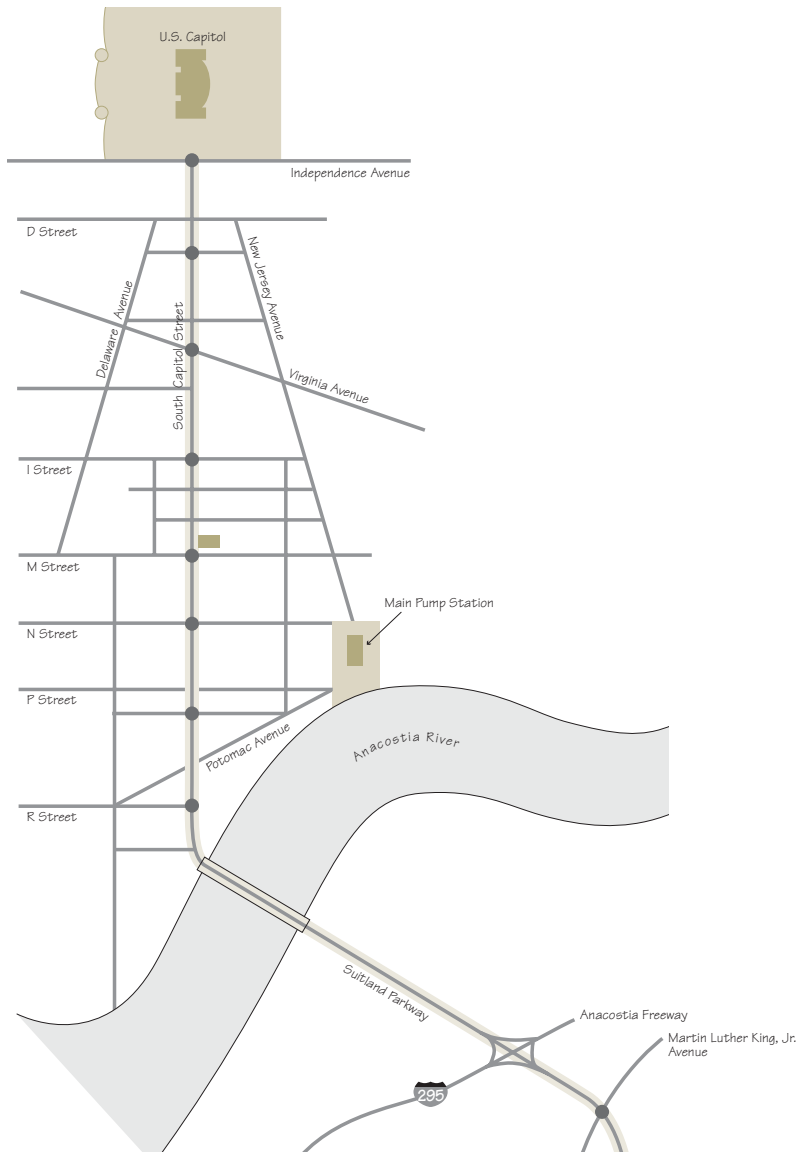 U.S. Capitol
Independence Avenue
D Street
New Jersey Avenue
Delaware Avenue
South Capitol Street
Virginia Avenue
I Street
M Street
Main Pump Station
N Street
P Street
Potomac Avenue
Anacostia River
R Street
Suitland Parkway
Anacostia Freeway
Martin Luther King, Jr.
Avenue
295